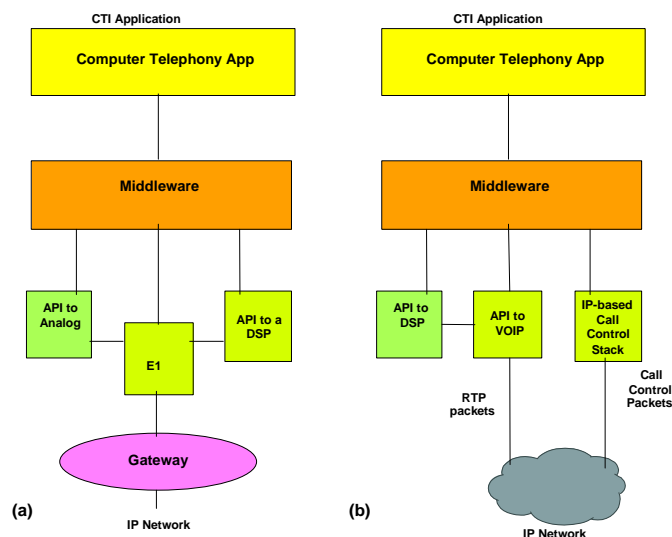 CTI Application
Computer Telephony App
Middleware
API to
Analog
E1
API to a
DSP
Gateway
(a)
IP Network
CTI Application
Computer Telephony App
Middleware
API to
DSP
API to
VOIP
IP-based
Call
Control
Stack
RTP
packets
Call
Control
Packets
(b)
IP Network